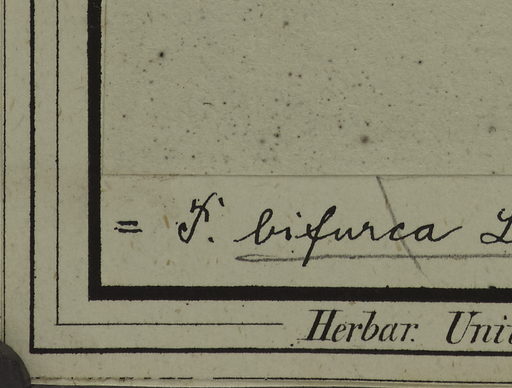 = F. bifurca L
Herbar. Uni